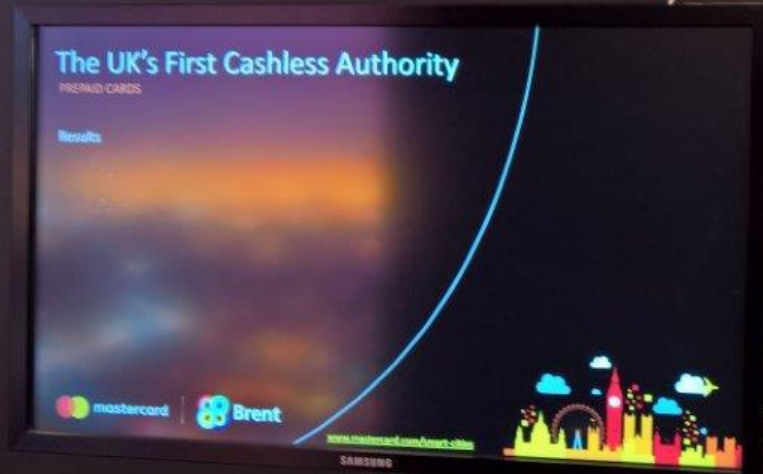 The UK's First Cashless Authority
PREPAID CARDS
Results
mastercard
Brent
www.mastercard.com/smart-cities
SAMSUNG